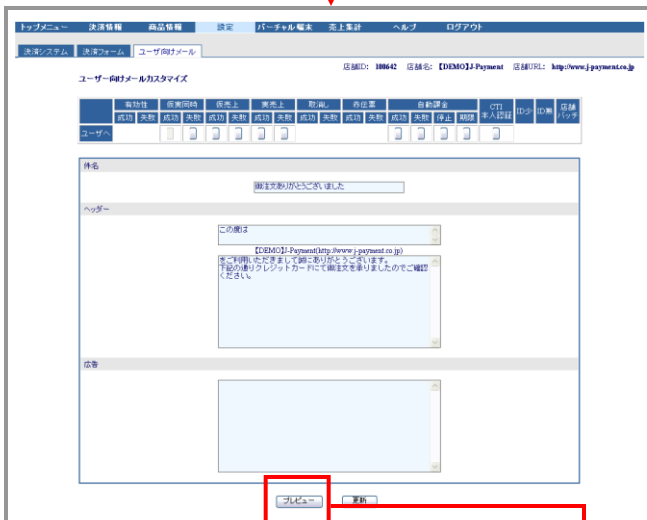 トップメニュー 決済情報 商品情報 設定 バーチャル端末 売上集計 ヘルプ ログアウト
決済システム 決済フォーム ユーザ向けメール
店舗ID: 100642 店舗名: 【DEMO】J-Payment 店舗URL: http://www.j-payment.co.jp
ユーザー向けメールカスタマイズ
有効性 仮実同時 仮売上 実売上 取消し 赤伝票 自動課金 CTI本人認証 ID少 ID無 店舗バッチ
成功 失敗 成功 失敗 成功 失敗 成功 失敗 成功 失敗 成功 失敗 成功 失敗 停止 期限
ユーザへ
件名
御注文ありがとうございました
ヘッダー
この度は
【DEMO】J-Payment(http://www.j-payment.co.jp)
をご利用いただきまして誠にありがとうございます。
下記の通りクレジットカードにて御注文を承りましたのでご確認
ください。
広告
プレビュー 更新